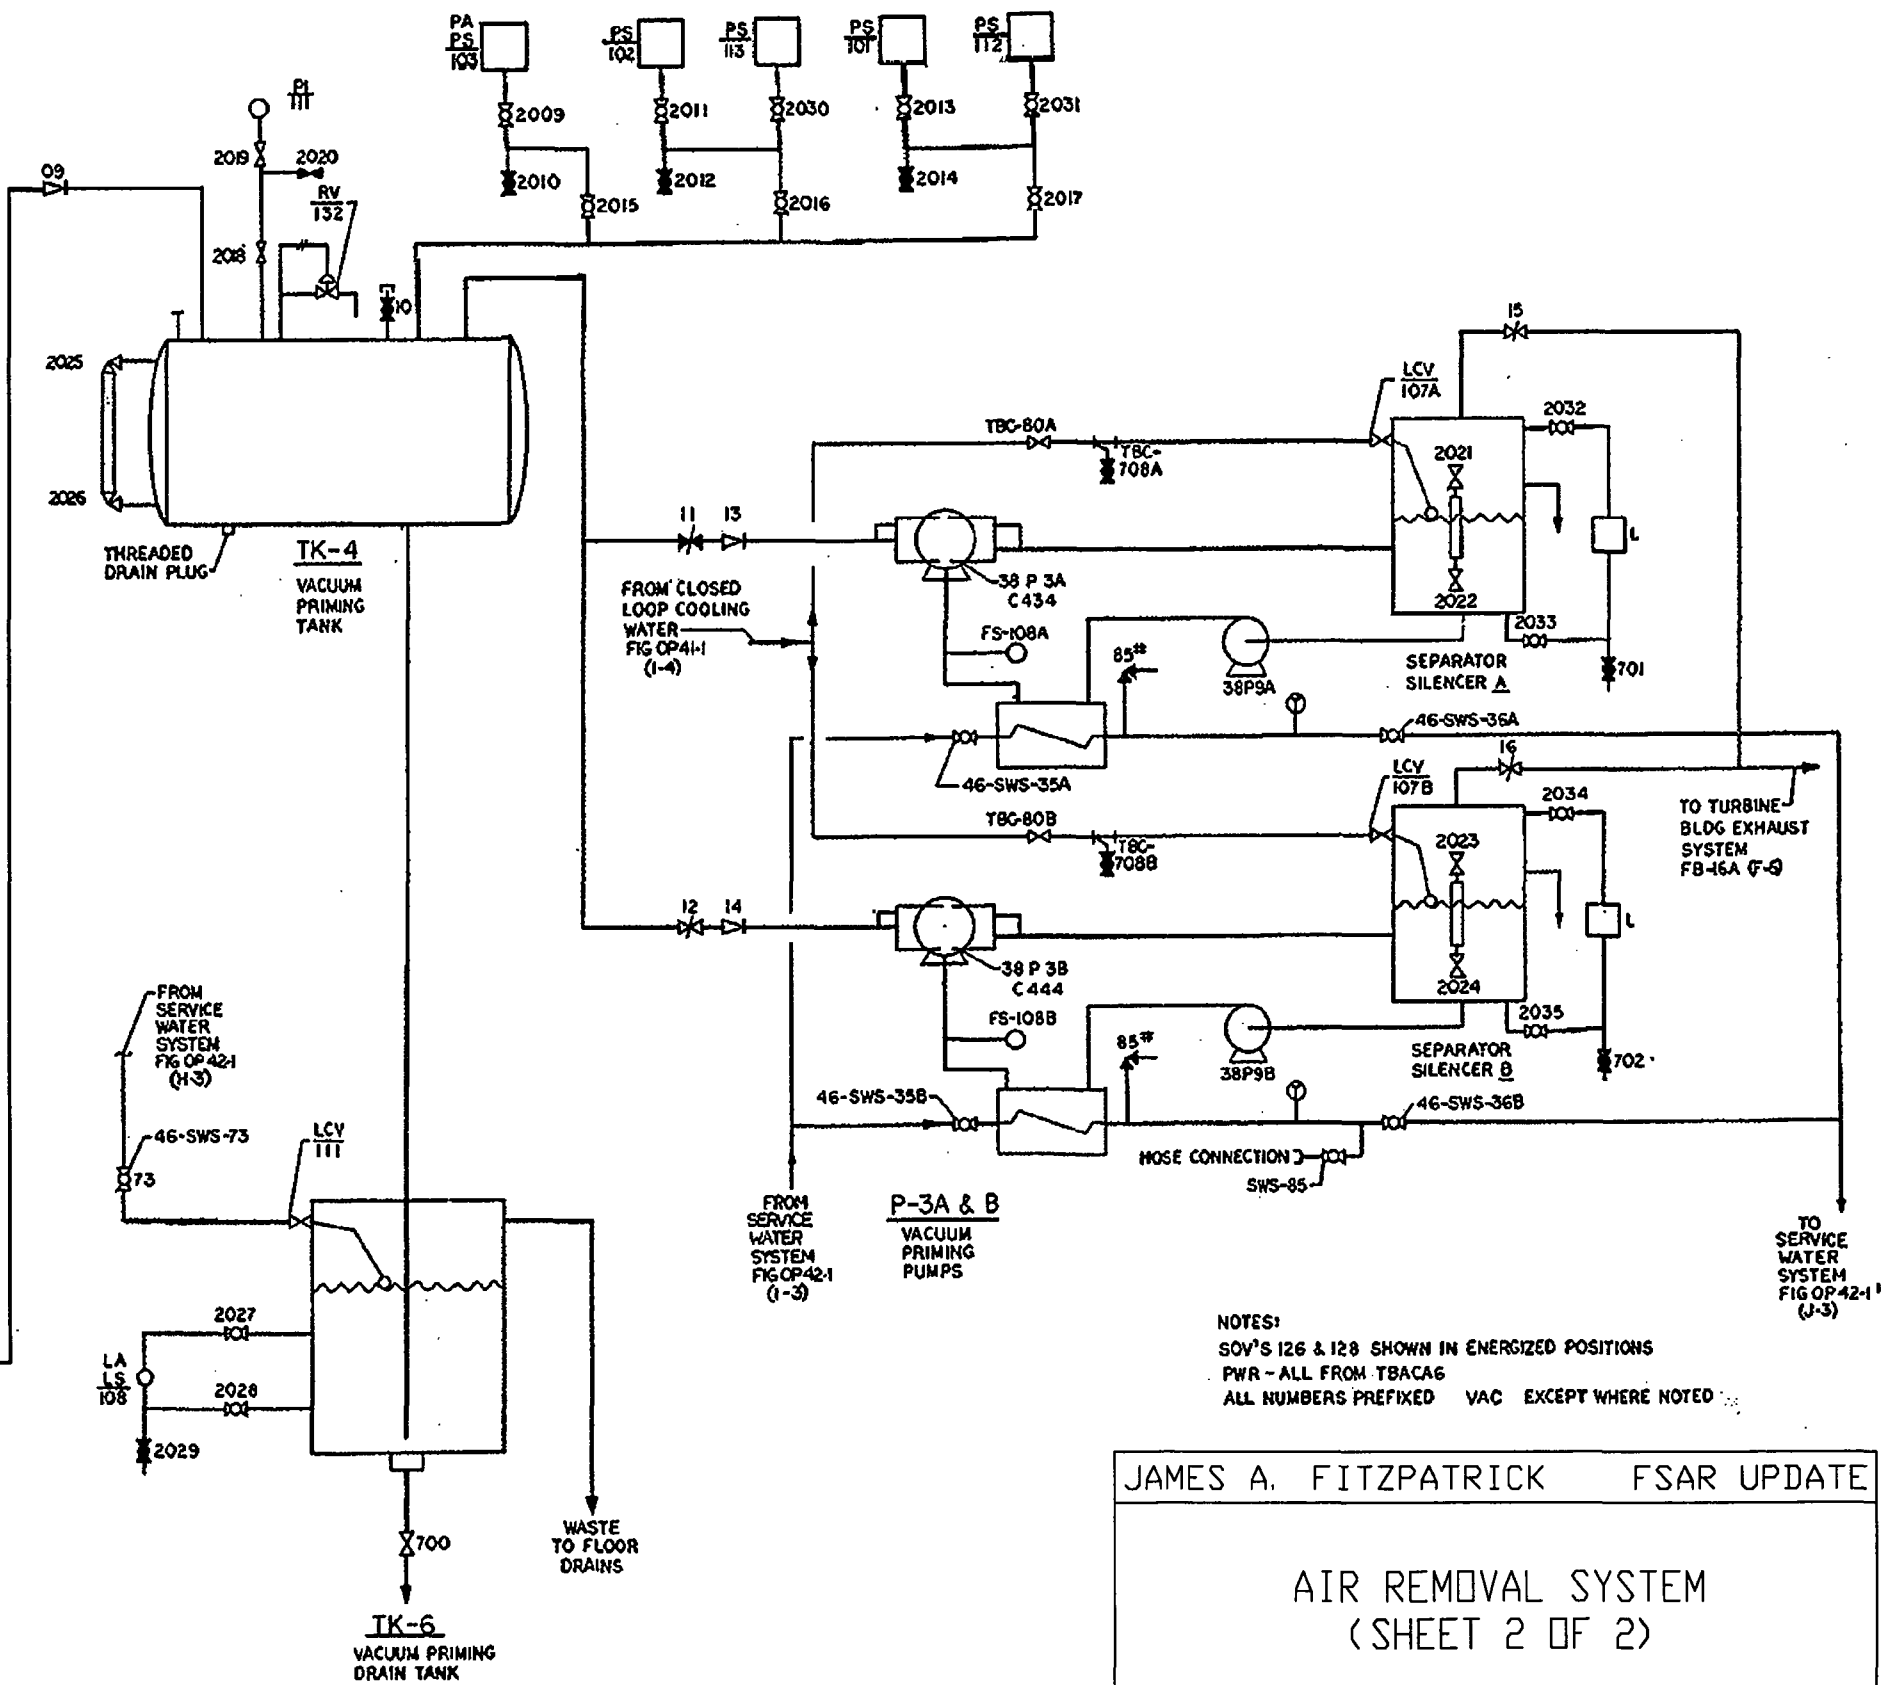 PA
PS
103
PS
102
PS
113
PS
101
PS
112
PI
111
2009
2011
2030
2013
2031
2019
2020
09
2010
2012
2014
RV
132
2015
2016
2017
2018
10
15
2025
LCV
107A
2032
TBC-80A
TBC-
708A
2021
2026
11
13
L
THREADED
DRAIN PLUG
TK-4
VACUUM
PRIMING
TANK
FROM CLOSED
LOOP COOLING
WATER
FIG OP41-1
(I-4)
38 P 3A
C434
2022
2033
FS-108A
85#
38P9A
SEPARATOR
SILENCER A
701
46-SWS-36A
16
46-SWS-35A
LCV
107B
2034
TBC-80B
TBC-
708B
2023
TO TURBINE
BLDG EXHAUST
SYSTEM
FB-16A
12
14
L
38 P 3B
C444
2024
2035
FROM
SERVICE
WATER
SYSTEM
FIG OP42-1
(H-3)
FS-108B
85#
38P9B
SEPARATOR
SILENCER B
702
46-SWS-35B
46-SWS-36B
46-SWS-73
73
LCV
111
HOSE CONNECTION
SWS-85
FROM
SERVICE
WATER
SYSTEM
FIG OP42-1
(I-3)
P-3A & B
VACUUM
PRIMING
PUMPS
TO
SERVICE
WATER
SYSTEM
FIG OP42-1
(J-3)
2027
LA
LS
108
2028
2029
NOTES:
SOV'S 126 & 128 SHOWN IN ENERGIZED POSITIONS
PWR - ALL FROM TBACA6
ALL NUMBERS PREFIXED VAC EXCEPT WHERE NOTED
700
WASTE
TO FLOOR
DRAINS
TK-6
VACUUM PRIMING
DRAIN TANK
JAMES A. FITZPATRICK FSAR UPDATE
AIR REMOVAL SYSTEM
(SHEET 2 OF 2)